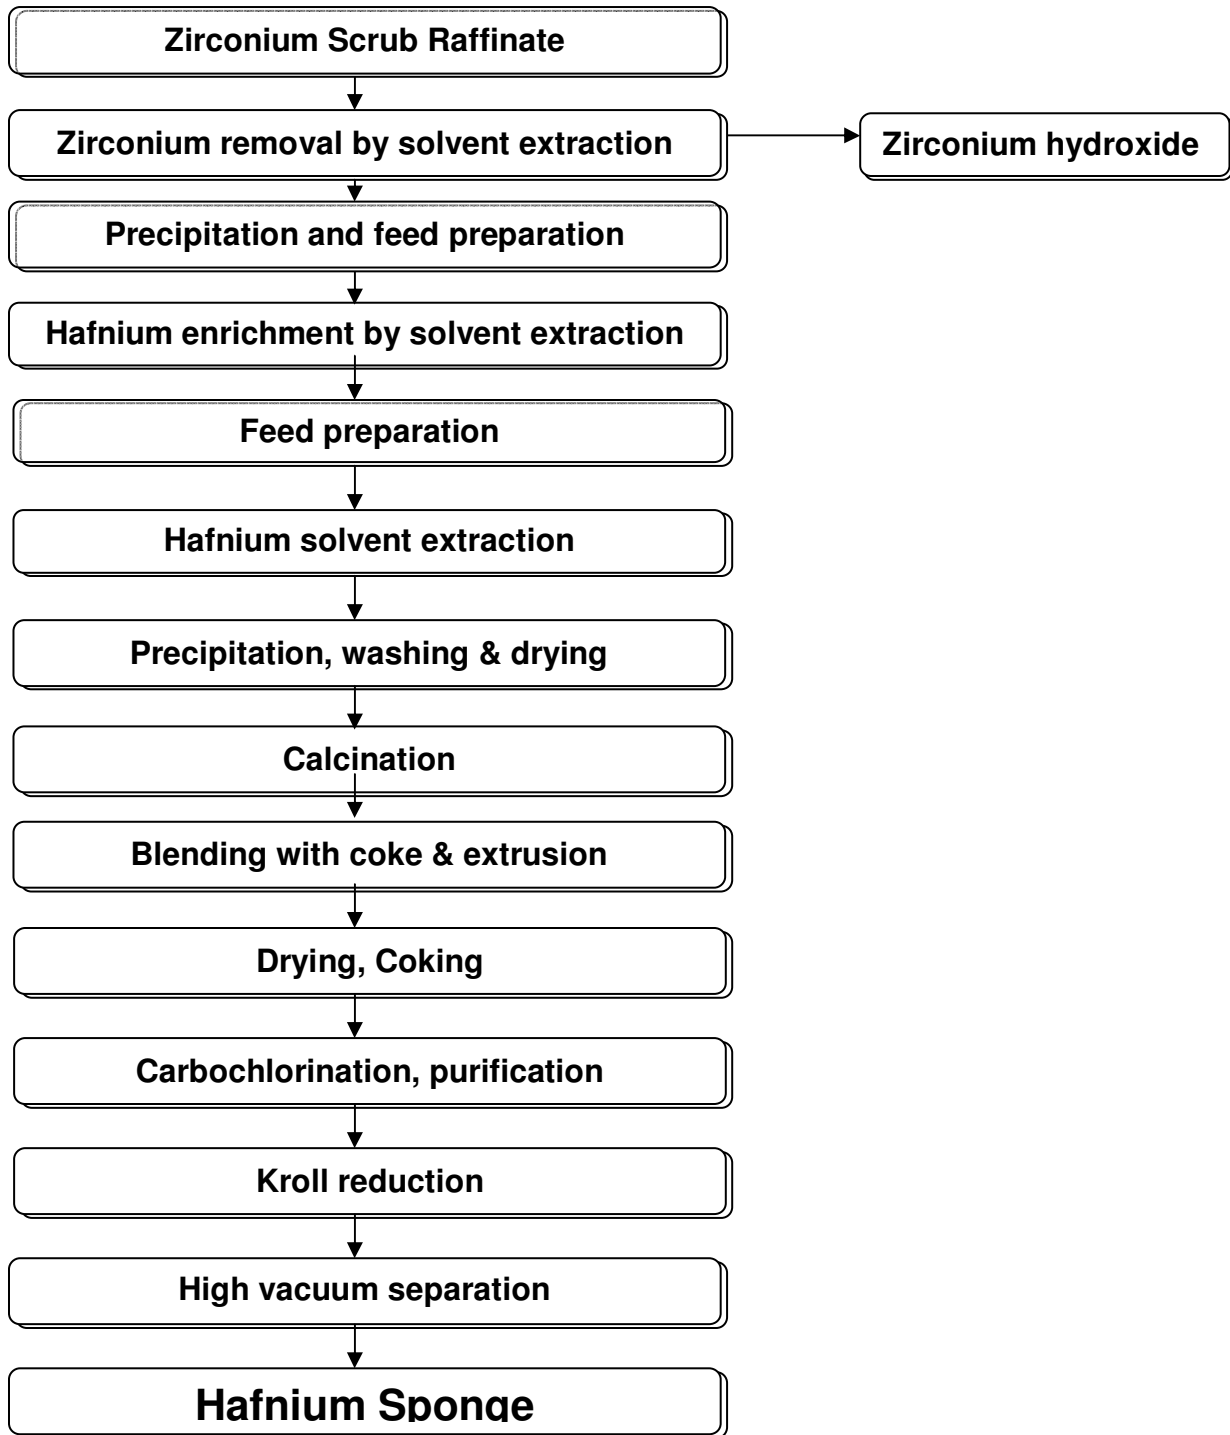 Zirconium Scrub Raffinate
Zirconium removal by solvent extraction
Zirconium hydroxide
Precipitation and feed preparation
Hafnium enrichment by solvent extraction
Feed preparation
Hafnium solvent extraction
Precipitation, washing & drying
Calcination
Blending with coke & extrusion
Drying, Coking
Carbochlorination, purification
Kroll reduction
High vacuum separation
Hafnium Sponge